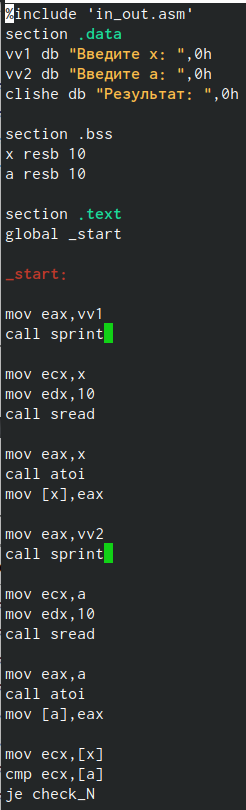 %include 'in_out.asm'
section .data
vv1 db "Введите x: ",0h
vv2 db "Введите a: ",0h
clishe db "Результат: ",0h
section .bss
x resb 10
a resb 10
section .text
global _start
_start:
mov eax,vv1
call sprint
mov ecx,x
mov edx,10
call sread
mov eax,x
call atoi
mov [x],eax
mov eax,vv2
call sprint
mov ecx,a
mov edx,10
call sread
mov eax,a
call atoi
mov [a],eax
mov ecx,[x]
cmp ecx,[a]
je check_N